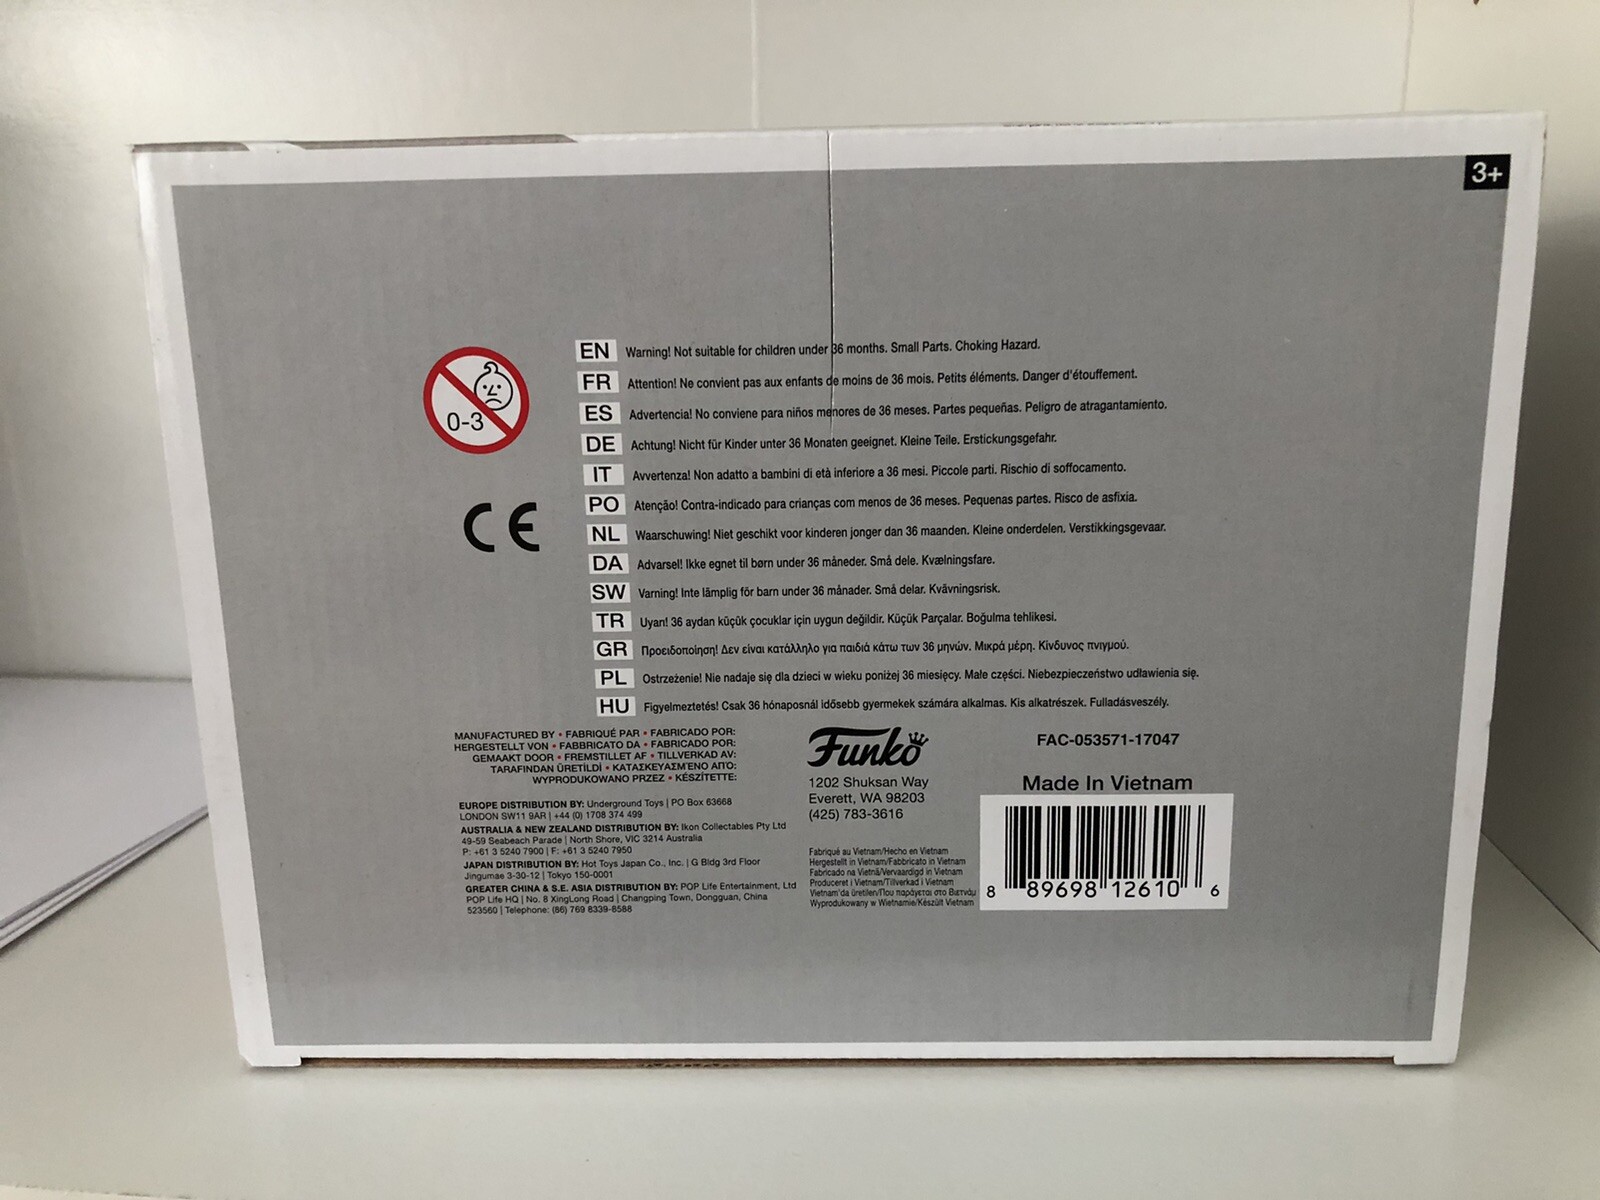 3+
0-3
CE
EN Warning! Not suitable for children under 36 months. Small Parts. Choking Hazard.
FR Attention! Ne convient pas aux enfants de moins de 36 mois. Petits éléments. Danger d'étouffement.
ES Advertencia! No conviene para niños menores de 36 meses. Partes pequeñas. Peligro de atragantamiento.
DE Achtung! Nicht für Kinder unter 36 Monaten geeignet. Kleine Teile. Erstickungsgefahr.
IT Avvertenza! Non adatto a bambini di età inferiore a 36 mesi. Piccole parti. Rischio di soffocamento.
PO Atenção! Contra-indicado para crianças com menos de 36 meses. Pequenas partes. Risco de asfixia.
NL Waarschuwing! Niet geschikt voor kinderen jonger dan 36 maanden. Kleine onderdelen. Verstikkingsgevaar.
DA Advarsel! Ikke egnet til børn under 36 måneder. Små dele. Kvælningsfare.
SW Varning! Inte lämplig för barn under 36 månader. Små delar. Kvävningsrisk.
TR Uyan! 36 aydan küçük çocuklar için uygun değildir. Küçük Parçalar. Boğulma tehlikesi.
GR Προειδοποίηση! Δεν είναι κατάλληλο για παιδιά κάτω των 36 μηνών. Μικρά μέρη. Κίνδυνος πνιγμού.
PL Ostrzeżenie! Nie nadaje się dla dzieci w wieku poniżej 36 miesięcy. Małe części. Niebezpieczeństwo udławienia się.
HU Figyelmeztetés! Csak 36 hónaposnál idősebb gyermekek számára alkalmas. Kis alkatrészek. Fulladásveszély.
MANUFACTURED BY • FABRIQUÉ PAR • FABRICADO POR:
HERGESTELLT VON • FABBRICATO DA • FABRICADO POR:
GEMAAKT DOOR • FREMSTILLET AF • TILLVERKAD AV:
TARAFINDAN ÜRETİLDİ • ΚΑΤΑΣΚΕΥΑΣΜΈΝΟ ΑΠΌ:
WYPRODUKOWANO PRZEZ • KÉSZÍTETTE:
EUROPE DISTRIBUTION BY: Underground Toys | PO Box 63668
LONDON SW11 9AR | +44 (0) 1708 374 499
AUSTRALIA & NEW ZEALAND DISTRIBUTION BY: Ikon Collectables Pty Ltd
49-59 Seabeach Parade | North Shore, VIC 3214 Australia
P: +61 3 5240 7900 | F: +61 3 5240 7950
JAPAN DISTRIBUTION BY: Hot Toys Japan Co., Inc. | G Bldg 3rd Floor
Jingumae 3-30-12 | Tokyo 150-0001
GREATER CHINA & S.E. ASIA DISTRIBUTION BY: POP Life Entertainment, Ltd
POP Life HQ | No. 8 XingLong Road | Changping Town, Dongguan, China
523560 | Telephone: (86) 769 8339-8588
Funko
1202 Shuksan Way
Everett, WA 98203
(425) 783-3616
Fabriqué au Vietnam/Hecho en Vietnam
Hergestellt in Vietnam/Fabbricato in Vietnam
Fabricado na Vietnã/Vervaardigd in Vietnam
Produceret i Vietnam/Tillverkad i Vietnam
Vietnam'da üretilen/Που παράγεται στο Βιετνάμ
Wyprodukowany w Wietnamie/Készült Vietnam
FAC-053571-17047
Made In Vietnam
8 89698 12610 6